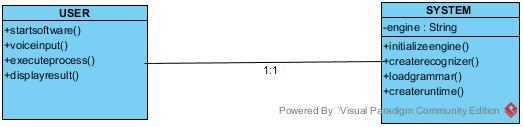 USER
+startsoftware()
+voiceinput()
+executeprocess()
+displayresult()
1:1
SYSTEM
-engine : String
+initializeengine()
+createrecognizer()
+loadgrammar()
+createruntime()
Powered By Visual Paradigm Community Edition